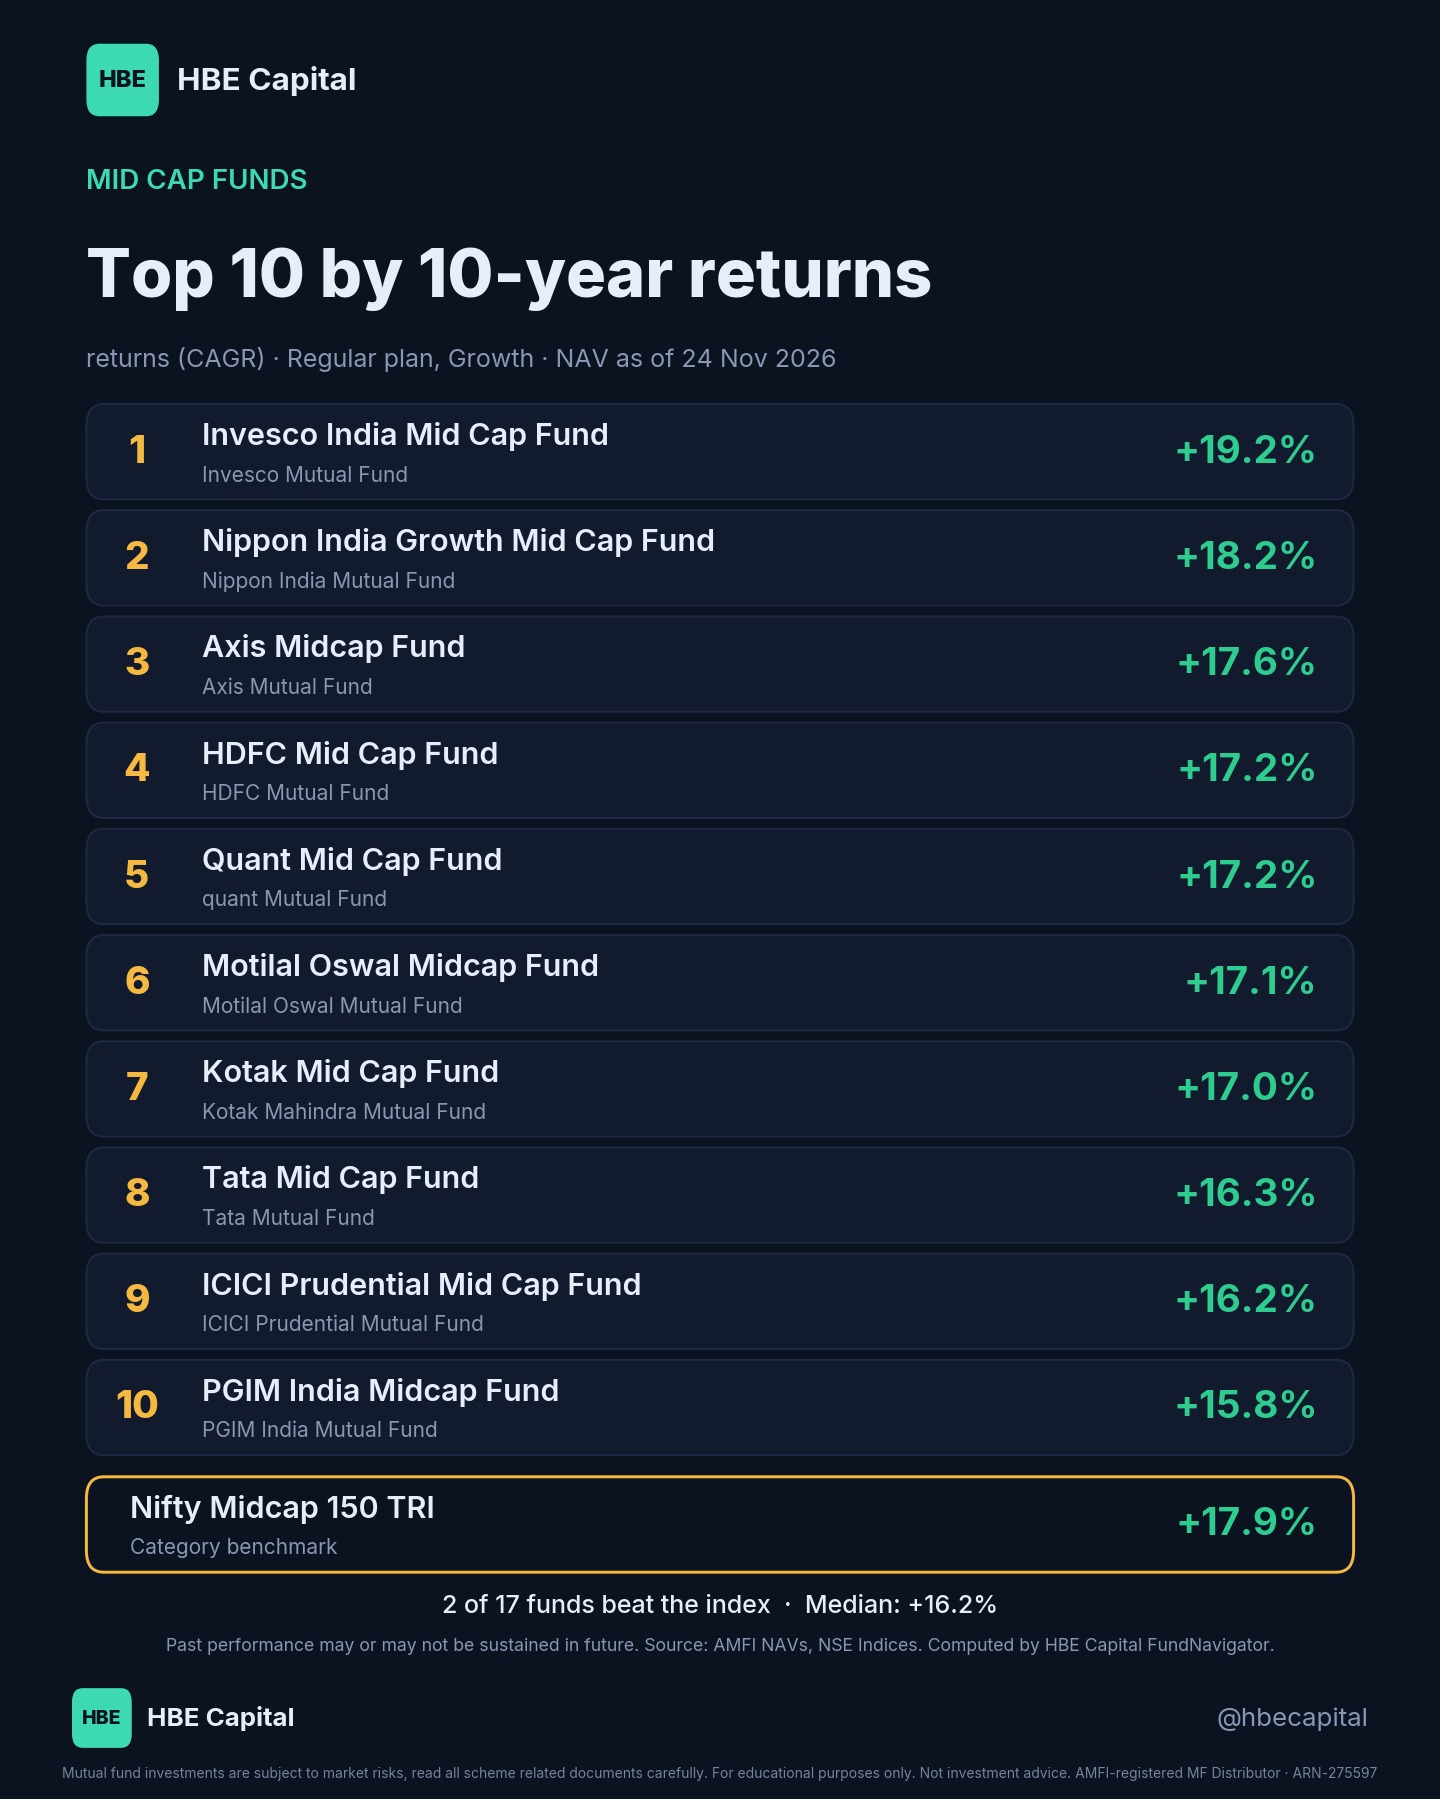 HBE
HBE Capital
MID CAP FUNDS
Top 10 by 10-year returns
returns (CAGR) · Regular plan, Growth · NAV as of 24 Nov 2026
1
Invesco India Mid Cap Fund
Invesco Mutual Fund
+19.2%
2
Nippon India Growth Mid Cap Fund
Nippon India Mutual Fund
+18.2%
3
Axis Midcap Fund
Axis Mutual Fund
+17.6%
4
HDFC Mid Cap Fund
HDFC Mutual Fund
+17.2%
5
Quant Mid Cap Fund
quant Mutual Fund
+17.2%
6
Motilal Oswal Midcap Fund
Motilal Oswal Mutual Fund
+17.1%
7
Kotak Mid Cap Fund
Kotak Mahindra Mutual Fund
+17.0%
8
Tata Mid Cap Fund
Tata Mutual Fund
+16.3%
9
ICICI Prudential Mid Cap Fund
ICICI Prudential Mutual Fund
+16.2%
10
PGIM India Midcap Fund
PGIM India Mutual Fund
+15.8%
Nifty Midcap 150 TRI
Category benchmark
+17.9%
2 of 17 funds beat the index · Median: +16.2%
Past performance may or may not be sustained in future. Source: AMFI NAVs, NSE Indices. Computed by HBE Capital FundNavigator.
HBE
HBE Capital
@hbecapital
Mutual fund investments are subject to market risks, read all scheme related documents carefully. For educational purposes only. Not investment advice. AMFI-registered MF Distributor · ARN-275597